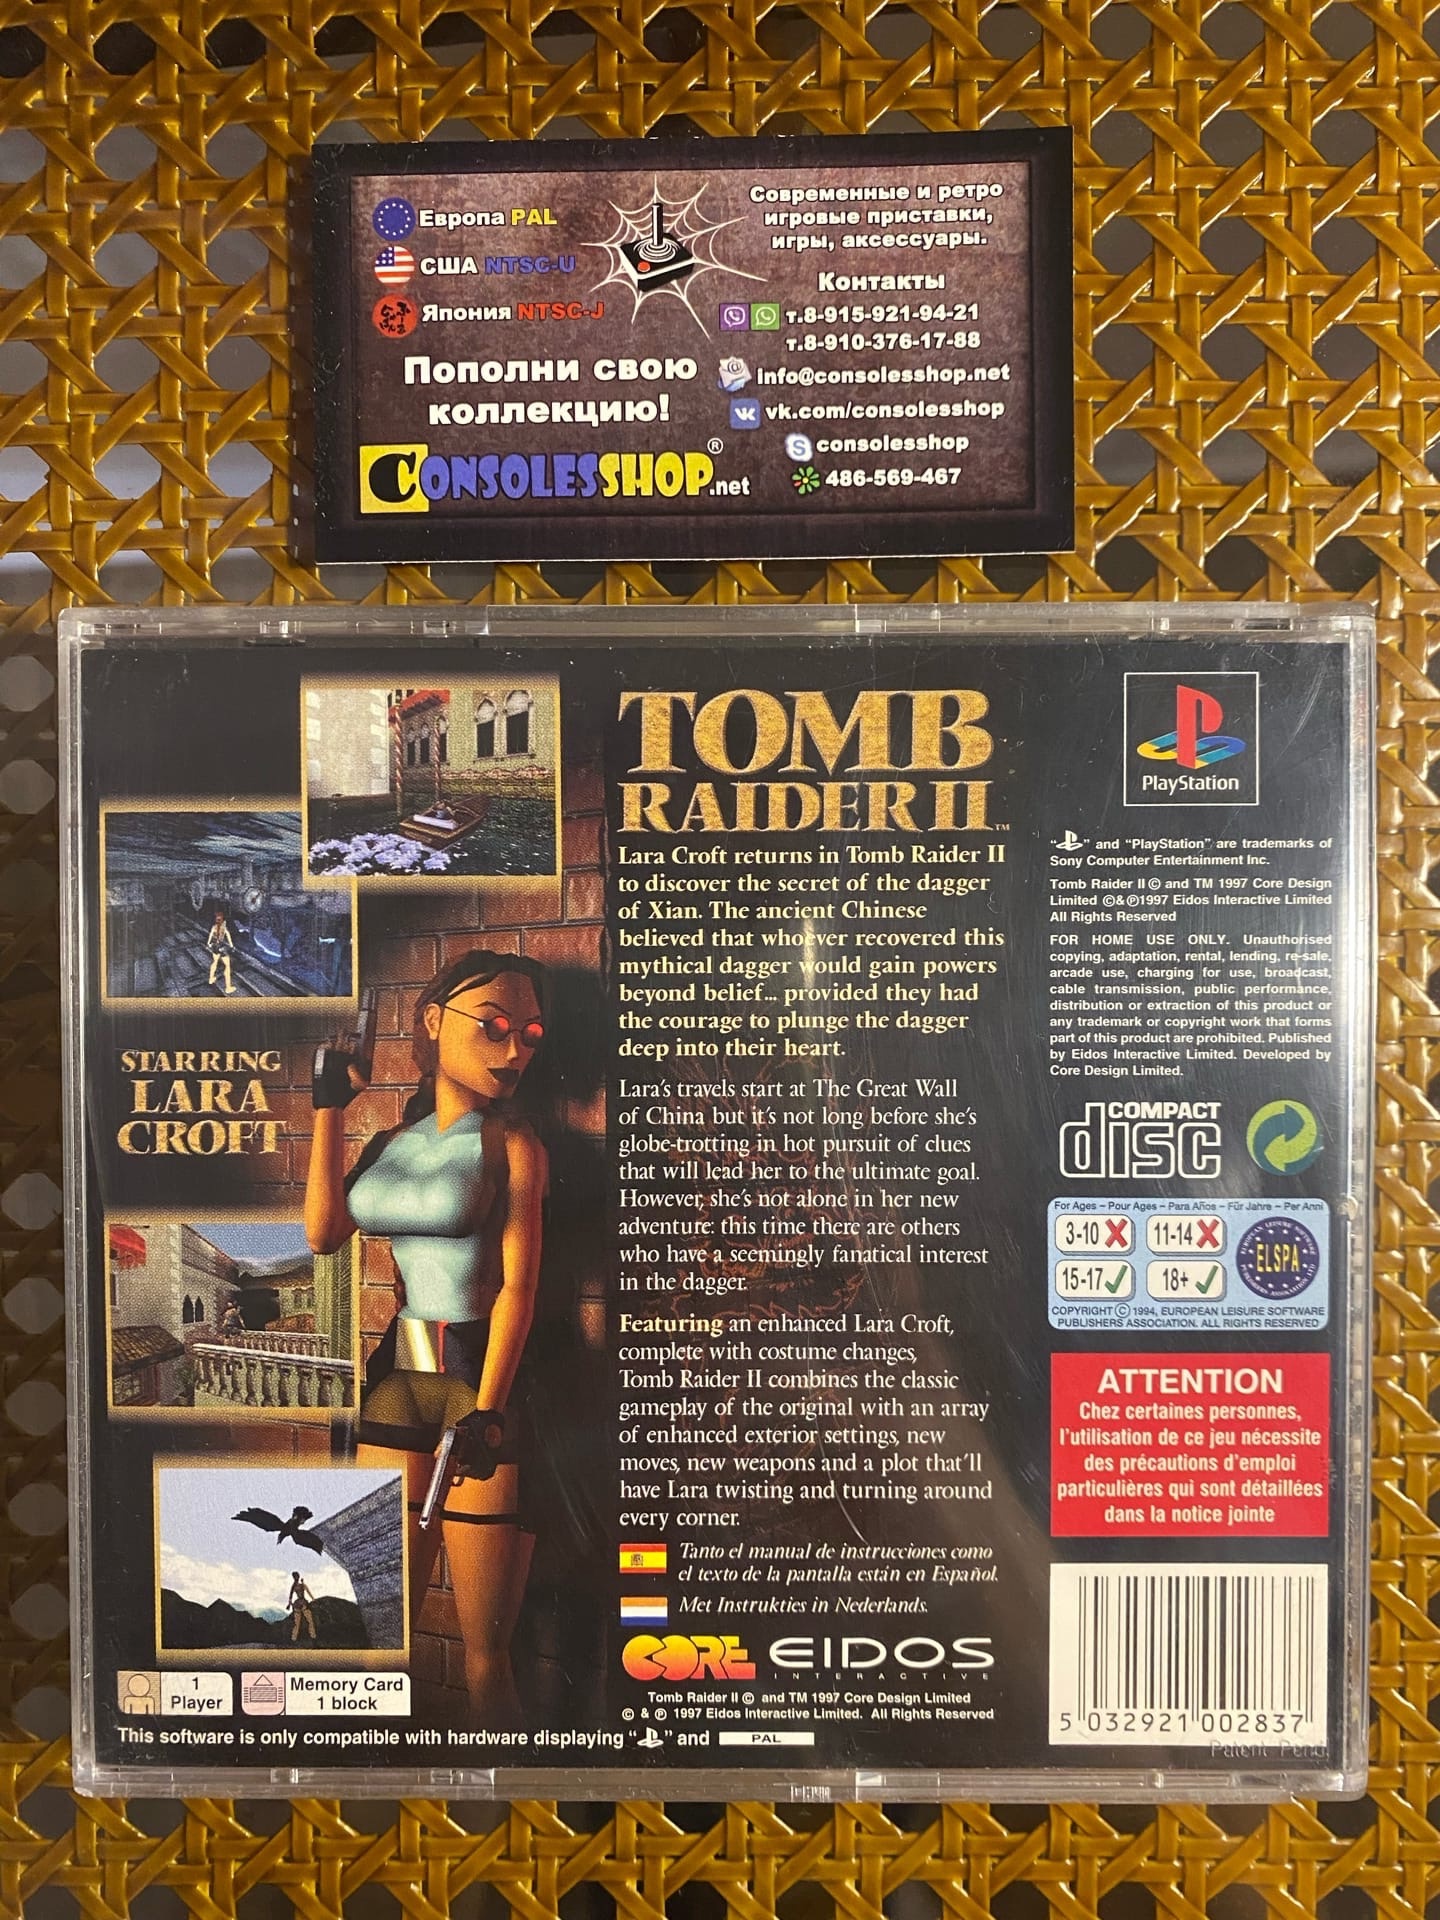 Европа PAL
США NTSC-U
Япония NTSC-J
Пополни свою
коллекцию!
CONSOLESSHOP.net
®
Современные и ретро
игровые приставки,
игры, аксессуары.
Контакты
т.8-915-921-94-21
т.8-910-376-17-88
info@consolesshop.net
vk.com/consolesshop
consolesshop
486-569-467
STARRING
LARA
CROFT
1
Player
Memory Card
1 block
TOMB
RAIDER II™
Lara Croft returns in Tomb Raider II
to discover the secret of the dagger
of Xian. The ancient Chinese
believed that whoever recovered this
mythical dagger would gain powers
beyond belief... provided they had
the courage to plunge the dagger
deep into their heart.
Lara's travels start at The Great Wall
of China but it's not long before she's
globe-trotting in hot pursuit of clues
that will lead her to the ultimate goal.
However, she's not alone in her new
adventure: this time there are others
who have a seemingly fanatical interest
in the dagger.
Featuring an enhanced Lara Croft,
complete with costume changes,
Tomb Raider II combines the classic
gameplay of the original with an array
of enhanced exterior settings, new
moves, new weapons and a plot that'll
have Lara twisting and turning around
every corner.
Tanto el manual de instrucciones como
el texto de la pantalla están en Español.
Met Instrukties in Nederlands.
CORE EIDOS
INTERACTIVE
Tomb Raider II © and TM 1997 Core Design Limited
© & ℗ 1997 Eidos Interactive Limited. All Rights Reserved
This software is only compatible with hardware displaying "PS" and PAL
PlayStation
"PS" and "PlayStation" are trademarks of
Sony Computer Entertainment Inc.
Tomb Raider II © and TM 1997 Core Design
Limited ©&℗1997 Eidos Interactive Limited
All Rights Reserved
FOR HOME USE ONLY. Unauthorised
copying, adaptation, rental, lending, re-sale,
arcade use, charging for use, broadcast,
cable transmission, public performance,
distribution or extraction of this product or
any trademark or copyright work that forms
part of this product are prohibited. Published
by Eidos Interactive Limited. Developed by
Core Design Limited.
COMPACT
disc
For Ages – Pour Ages – Para Años – Für Jahre – Per Anni
3-10 11-14
15-17 18+
ELSPA
COPYRIGHT © 1994, EUROPEAN LEISURE SOFTWARE
PUBLISHERS ASSOCIATION. ALL RIGHTS RESERVED
ATTENTION
Chez certaines personnes,
l'utilisation de ce jeu nécessite
des précautions d'emploi
particulières qui sont détaillées
dans la notice jointe
5 032921 002837
Patent Pend.